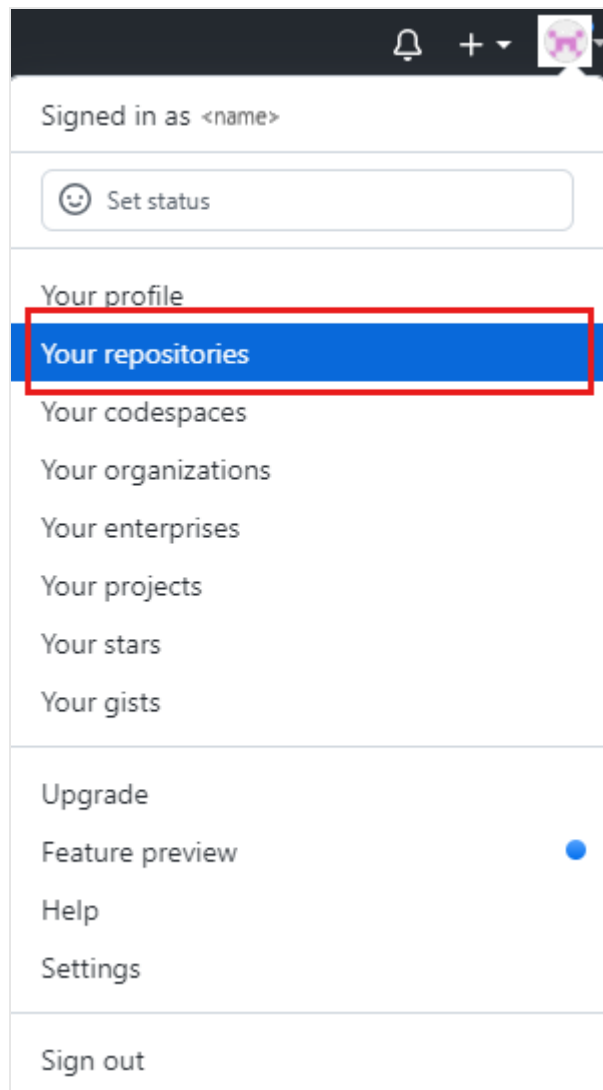 Signed in as <name>
Set status
Your profile
Your repositories
Your codespaces
Your organizations
Your enterprises
Your projects
Your stars
Your gists
Upgrade
Feature preview
Help
Settings
Sign out